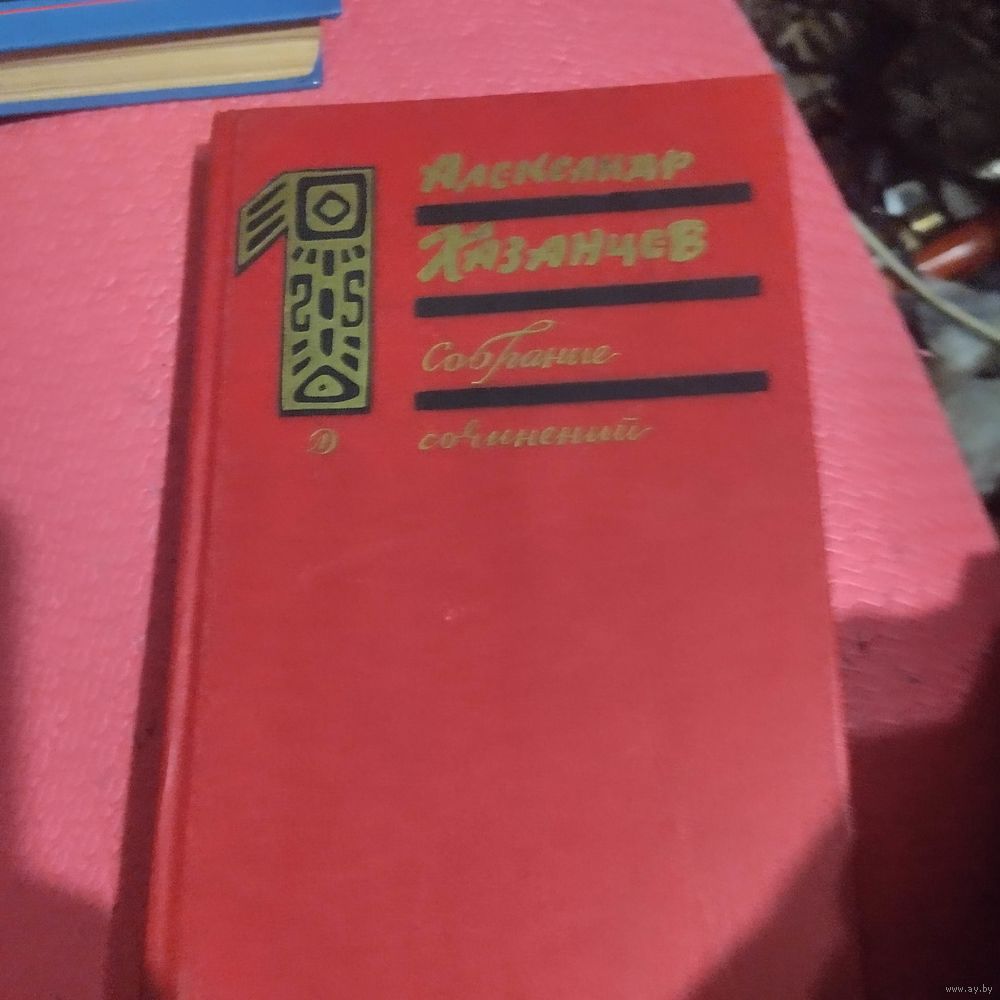 1
Александр
Казанцев
Собрание
сочинений
Д
www.ay.by